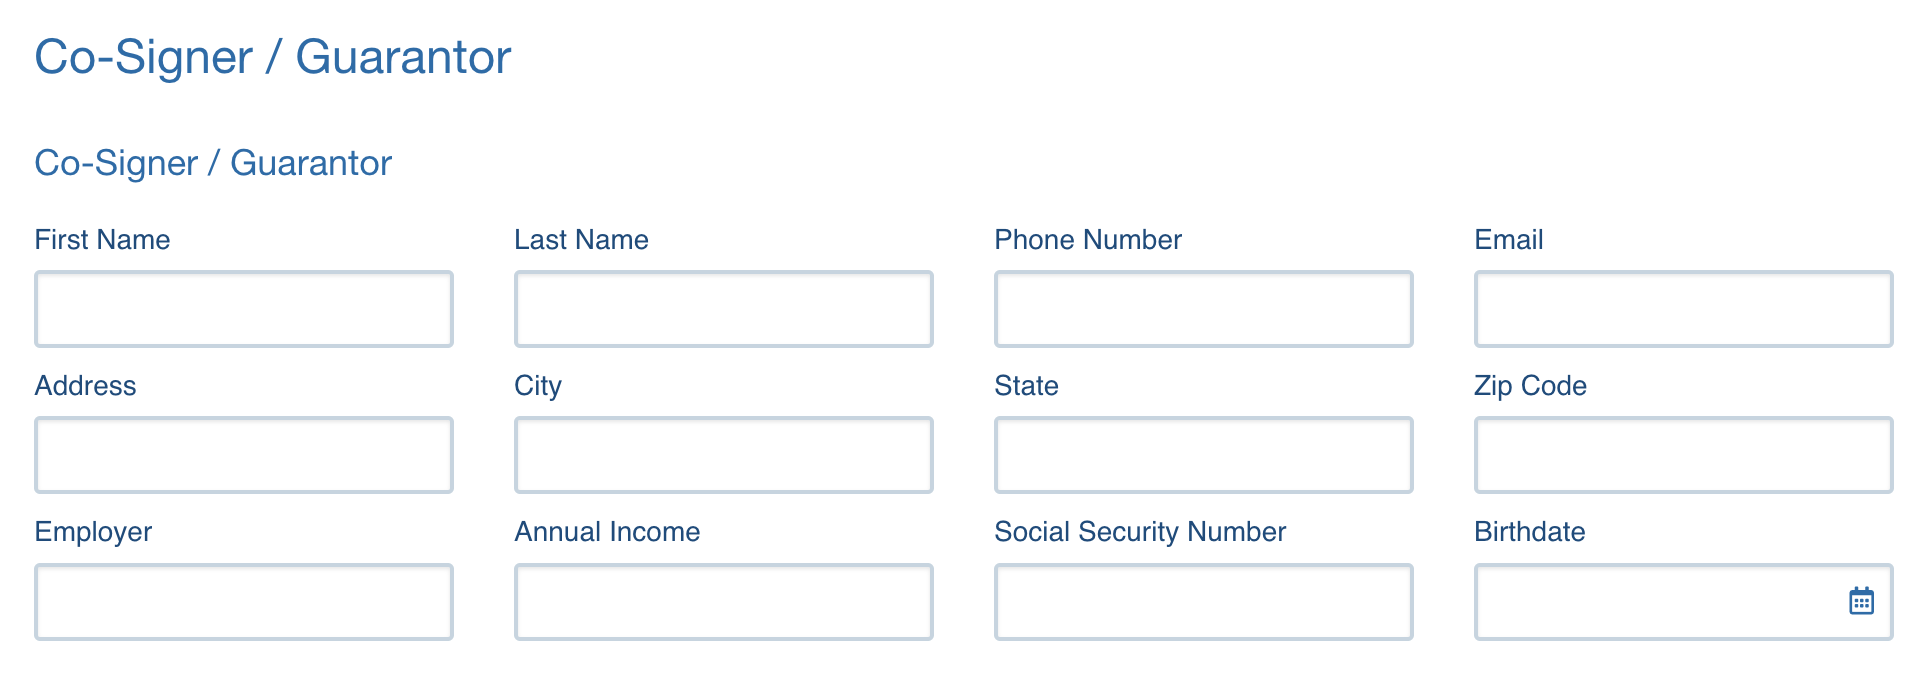 Co-Signer / Guarantor
Co-Signer / Guarantor
First Name
Last Name
Phone Number
Email
Address
City
State
Zip Code
Employer
Annual Income
Social Security Number
Birthdate